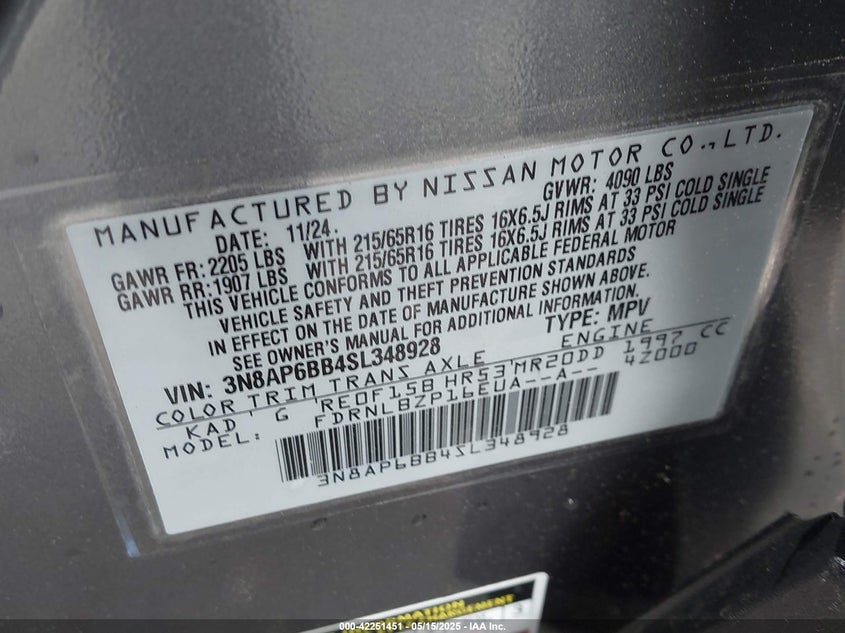 MANUFACTURED BY NISSAN MOTOR CO.,LTD.
DATE: 11/24. GVWR: 4090 LBS
GAWR FR: 2205 LBS WITH 215/65R16 TIRES 16X6.5J RIMS AT 33 PSI COLD SINGLE
GAWR RR: 1907 LBS WITH 215/65R16 TIRES 16X6.5J RIMS AT 33 PSI COLD SINGLE
THIS VEHICLE CONFORMS TO ALL APPLICABLE FEDERAL MOTOR
VEHICLE SAFETY AND THEFT PREVENTION STANDARDS
IN EFFECT ON THE DATE OF MANUFACTURE SHOWN ABOVE.
SEE OWNER'S MANUAL FOR ADDITIONAL INFORMATION.
VIN: 3N8AP6BB4SL348928 TYPE: MPV
COLOR TRIM TRANS AXLE ENGINE
KAD G RE0F15B HR53 MR20DD 1997 CC
MODEL: FDRNLBZP16EUA--A-- 4Z000
3N8AP6BB4SL348928
000-42251451 - 05/15/2025 - IAA Inc.